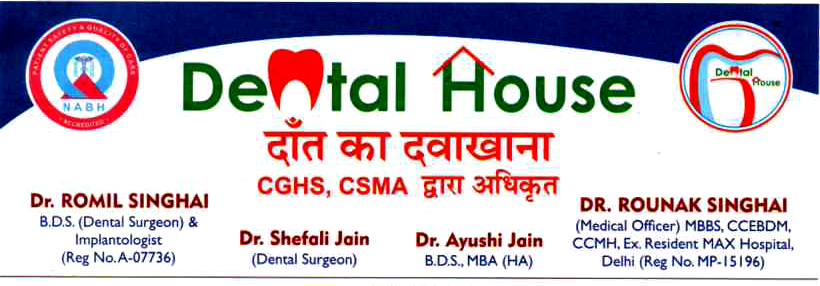 PATIENT SAFETY & QUALITY OF CARE
NABH
ACCREDITED
Dental House
Dental House
दाँत का दवाखाना
CGHS, CSMA द्वारा अधिकृत
Dr. ROMIL SINGHAI
B.D.S. (Dental Surgeon) &
Implantologist
(Reg No. A-07736)
Dr. Shefali Jain
(Dental Surgeon)
Dr. Ayushi Jain
B.D.S., MBA (HA)
DR. ROUNAK SINGHAI
(Medical Officer) MBBS, CCEBDM,
CCMH, Ex. Resident MAX Hospital,
Delhi (Reg No. MP-15196)